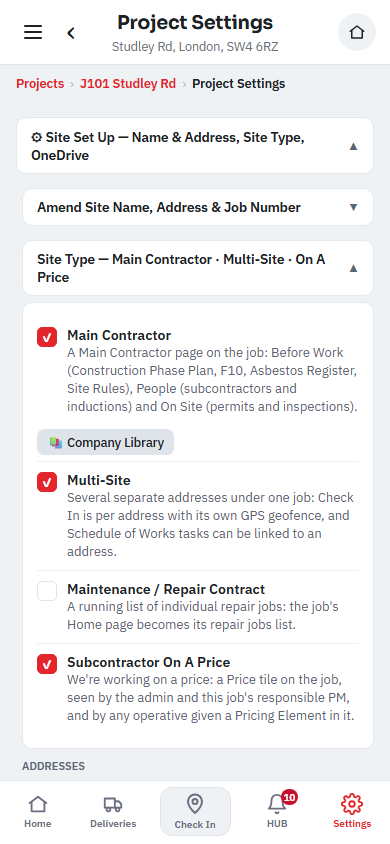 Project Settings
Studley Rd, London, SW4 6RZ
Projects › J101 Studley Rd › Project Settings
⚙ Site Set Up — Name & Address, Site Type,
OneDrive ▲
Amend Site Name, Address & Job Number ▼
Site Type — Main Contractor · Multi-Site · On A
Price ▲
Main Contractor
A Main Contractor page on the job: Before Work
(Construction Phase Plan, F10, Asbestos Register,
Site Rules), People (subcontractors and
inductions) and On Site (permits and inspections).
📚 Company Library
Multi-Site
Several separate addresses under one job: Check
In is per address with its own GPS geofence, and
Schedule of Works tasks can be linked to an
address.
Maintenance / Repair Contract
A running list of individual repair jobs: the job's
Home page becomes its repair jobs list.
Subcontractor On A Price
We're working on a price: a Price tile on the job,
seen by the admin and this job's responsible PM,
and by any operative given a Pricing Element in it.
ADDRESSES
10
Home Deliveries Check In HUB Settings